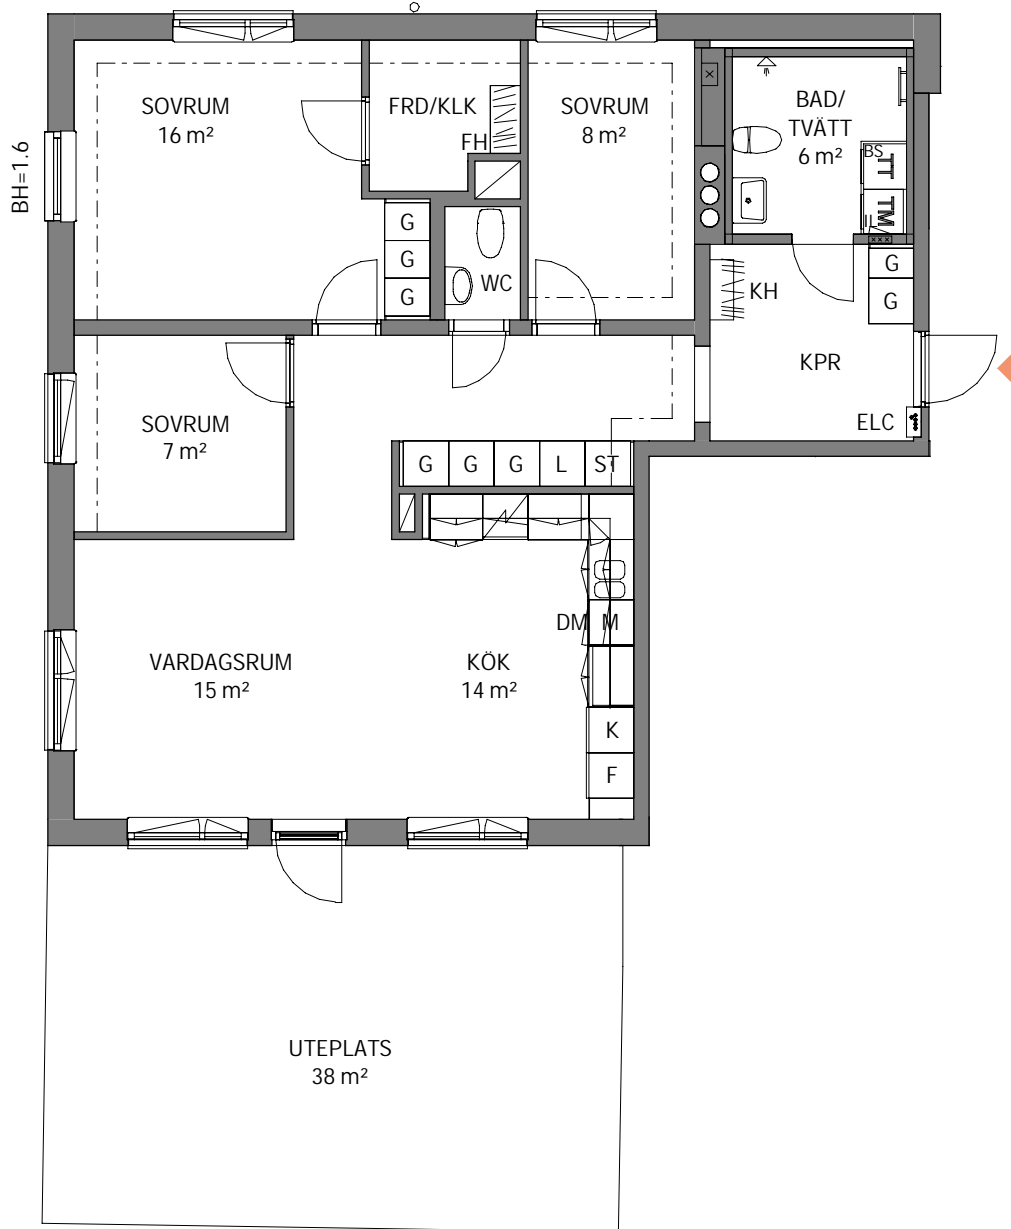 BH=1.6
SOVRUM
16 m²
FRD/KLK
FH
SOVRUM
8 m²
BAD/
TVÄTT
6 m²
BS
TT
TM
G
G
G
WC
KH
G
G
KPR
ELC
SOVRUM
7 m²
G G G L ST
VARDAGSRUM
15 m²
KÖK
14 m²
DM M
K
F
UTEPLATS
38 m²